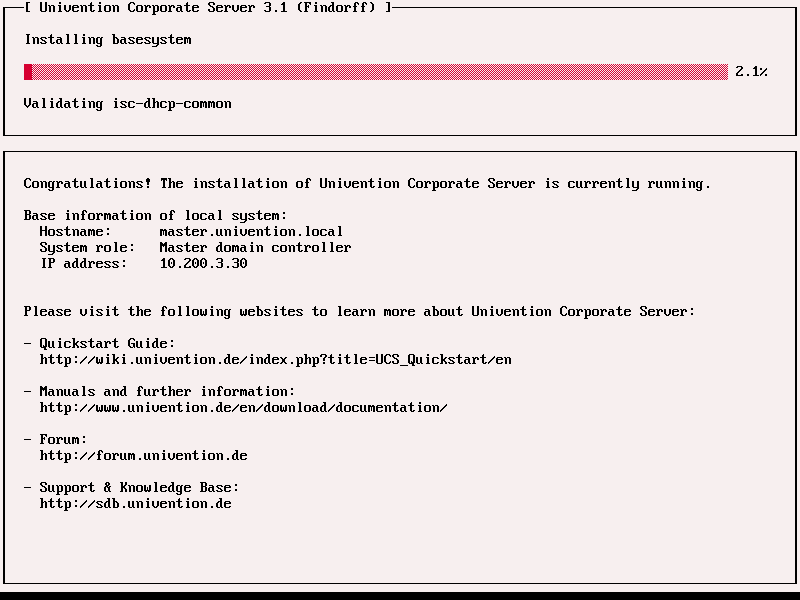 [ Univention Corporate Server 3.1 (Findorff) ]
Installing basesystem
2.1%
Validating isc-dhcp-common
Congratulations! The installation of Univention Corporate Server is currently running.
Base information of local system:
Hostname: master.univention.local
System role: Master domain controller
IP address: 10.200.3.30
Please visit the following websites to learn more about Univention Corporate Server:
- Quickstart Guide:
http://wiki.univention.de/index.php?title=UCS_Quickstart/en
- Manuals and further information:
http://www.univention.de/en/download/documentation/
- Forum:
http://forum.univention.de
- Support & Knowledge Base:
http://sdb.univention.de